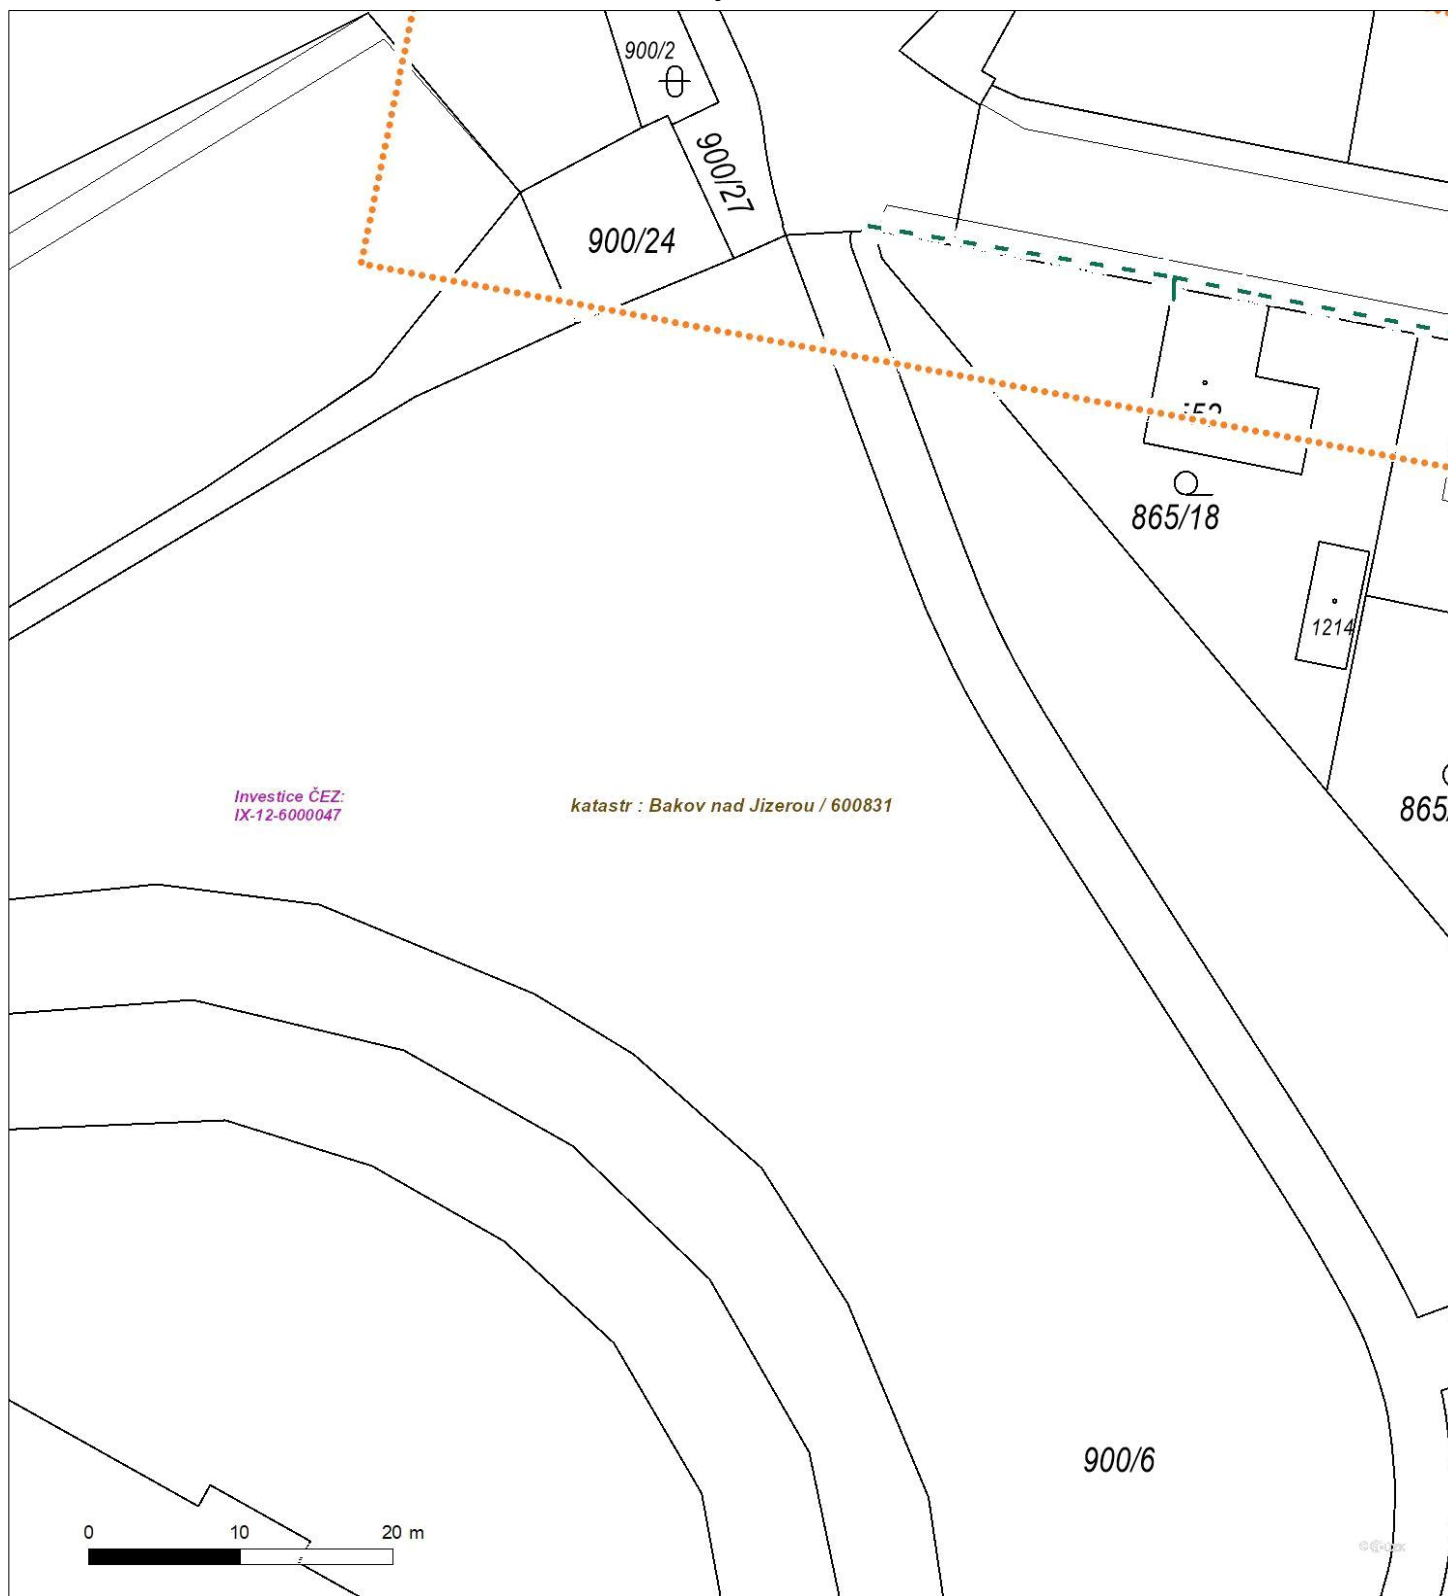 900/2
900/27
900/24
865/18
1214
Investice ČEZ:
IX-12-6000047
katastr : Bakov nad Jizerou / 600831
900/6
0 10 20 m